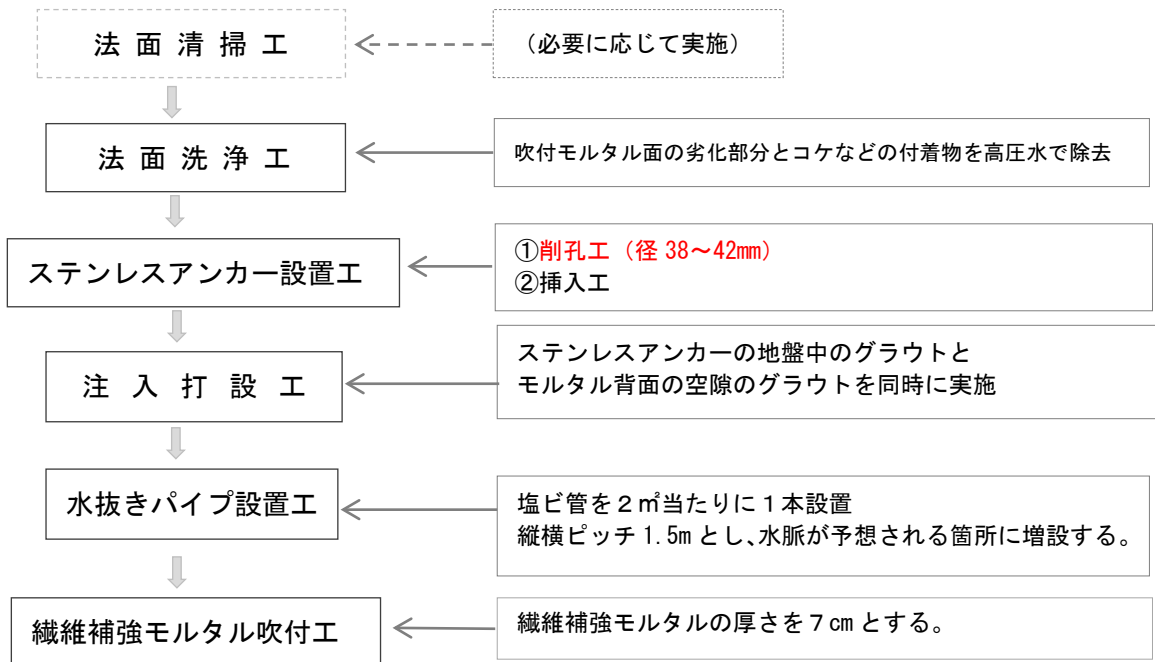 法面清掃工
（必要に応じて実施）
法面洗浄工
吹付モルタル面の劣化部分とコケなどの付着物を高圧水で除去
ステンレスアンカー設置工
①削孔工（径 38～42㎜）
②挿入工
注入打設工
ステンレスアンカーの地盤中のグラウトと
モルタル背面の空隙のグラウトを同時に実施
水抜きパイプ設置工
塩ビ管を２㎡当たりに１本設置
縦横ピッチ 1.5m とし、水脈が予想される箇所に増設する。
繊維補強モルタル吹付工
繊維補強モルタルの厚さを７㎝とする。